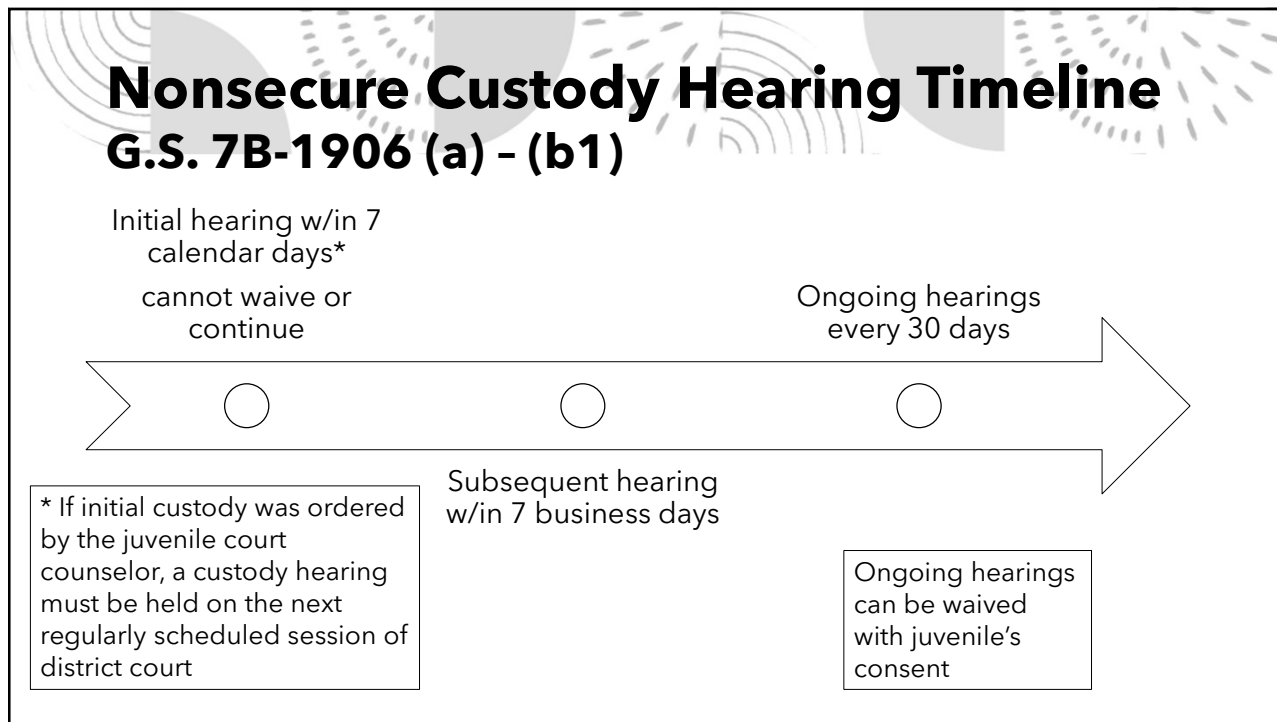 Nonsecure Custody Hearing Timeline
G.S. 7B-1906 (a) – (b1)
Initial hearing w/in 7
calendar days*
cannot waive or
continue
Ongoing hearings
every 30 days
* If initial custody was ordered
by the juvenile court
counselor, a custody hearing
must be held on the next
regularly scheduled session of
district court
Subsequent hearing
w/in 7 business days
Ongoing hearings
can be waived
with juvenile’s
consent